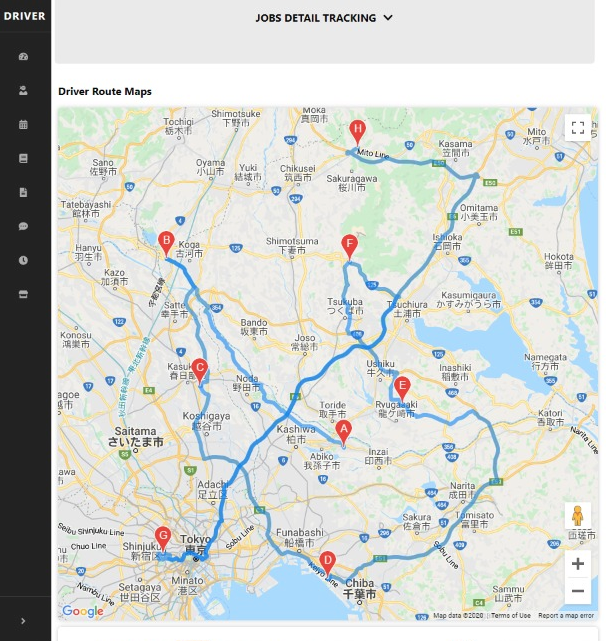 DRIVER
JOBS DETAIL TRACKING
Driver Route Maps
Tochigi
栃木市
Shimotsuke
下野市
Moka
真岡市
H
Mito Line
Kasama
笠間市
Mito
水戸市
Sano
佐野市
Oyama
小山市
Yuki
結城市
Chikusei
筑西市
Sakuragawa
桜川市
E50
Tatebayashi
館林市
Omitama
小美玉市
E51
Hanyu
羽生市
B
Koga
古河市
Shimotsuma
下妻市
F
Ishioka
石岡市
Hokota
鉾田市
Kazo
加須市
Satte
幸手市
Tsukuba
つくば市
Tsuchiura
土浦市
Kasumigaura
かすみがうら市
Konosu
鴻巣市
Bando
坂東市
Joso
常総市
Ushiku
牛久市
Inashiki
稲敷市
Namegata
行方市
C
Kasuk
春日部
E4
Noda
野田市
E
Ryugasaki
龍ケ崎市
Toride
取手市
Katori
香取市
Koshigaya
越谷市
A
Saitama
さいたま市
Kashiwa
柏市
Abiko
我孫子市
Inzai
印西市
Narita Line
S1
Adachi
足立区
Narita
成田市
Sakura
佐倉市
Tomisato
富里市
匝瑳市
Seibu Shinjuku Line
Chuo Line
G
Shinjuku
新宿区
Tokyo
東京
Sobu Line
Funabashi
船橋市
D
Keiyo Line
Chiba
千葉市
Sobu Line
Setagaya
世田谷区
Minato
港区
Nambu Line
Sammu
山武市
Google
Map data ©2020
Terms of Use
Report a map error